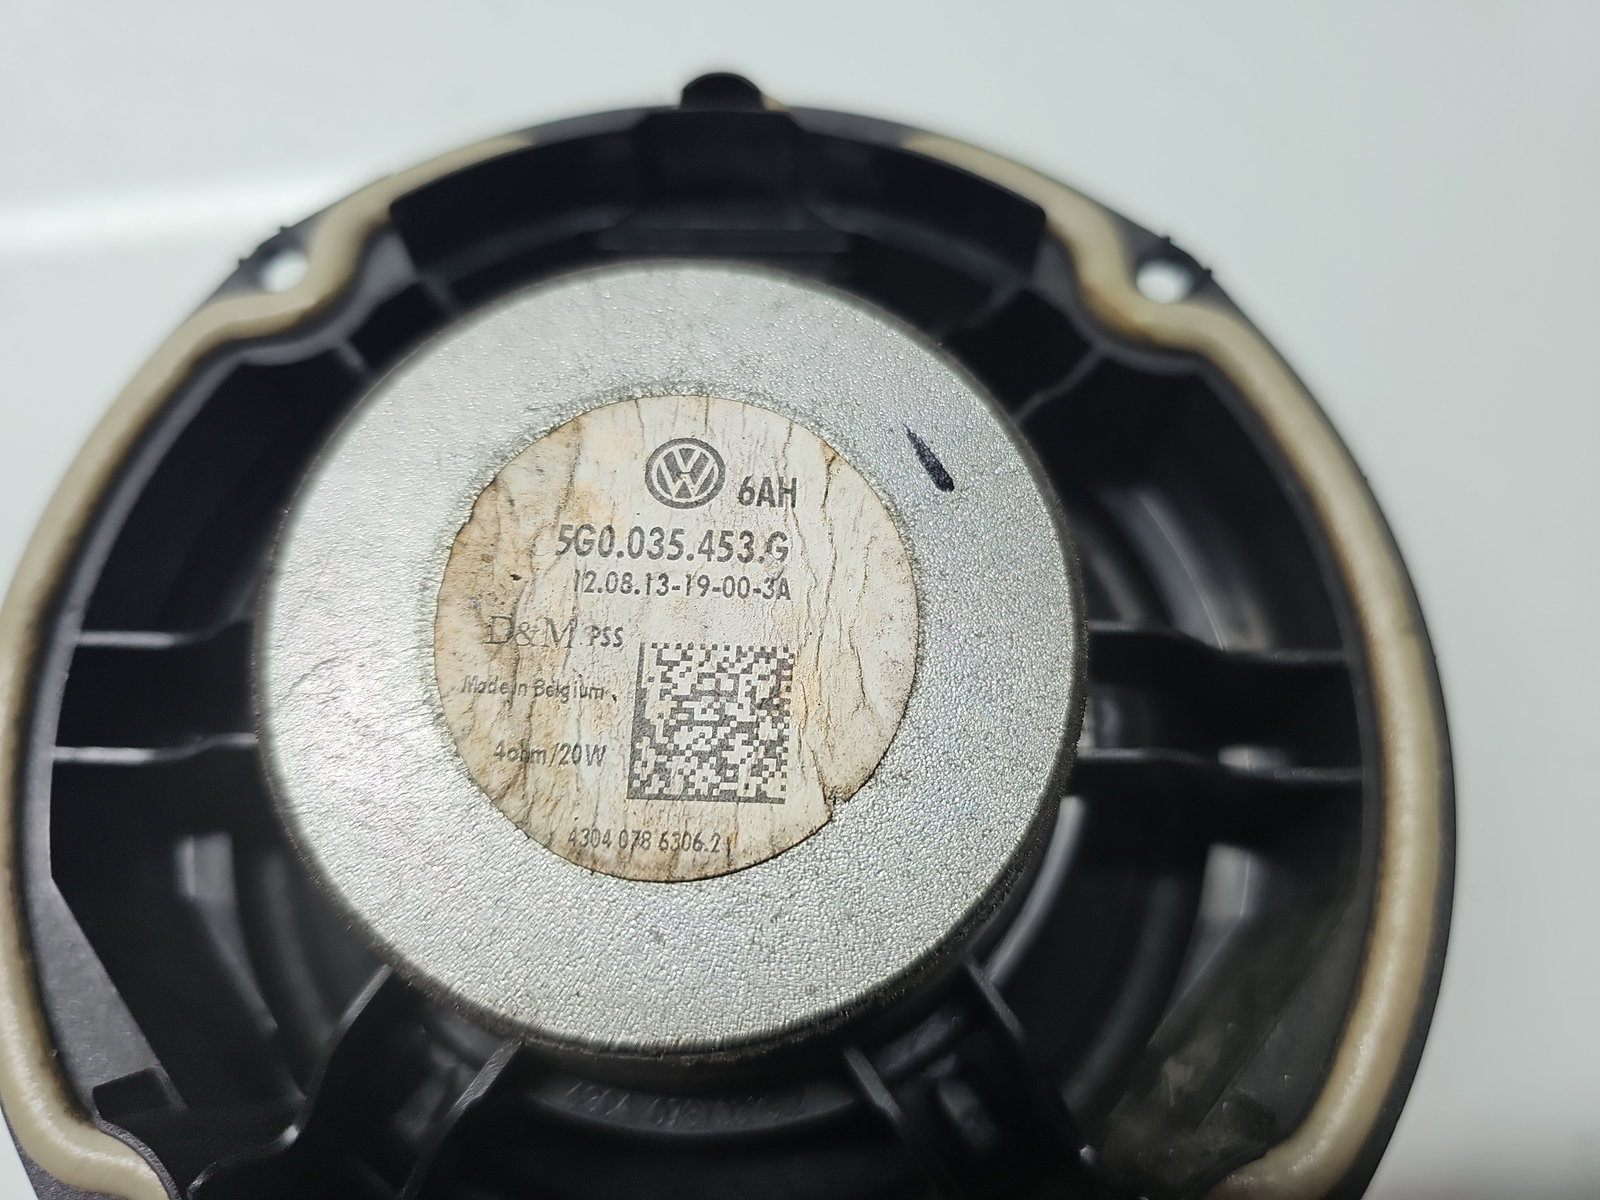 6AH
5G0.035.453.G
12.08.13-19-00-3A
D&M PSS
Made in Belgium
4ohm/20W
4304 078 6306.2